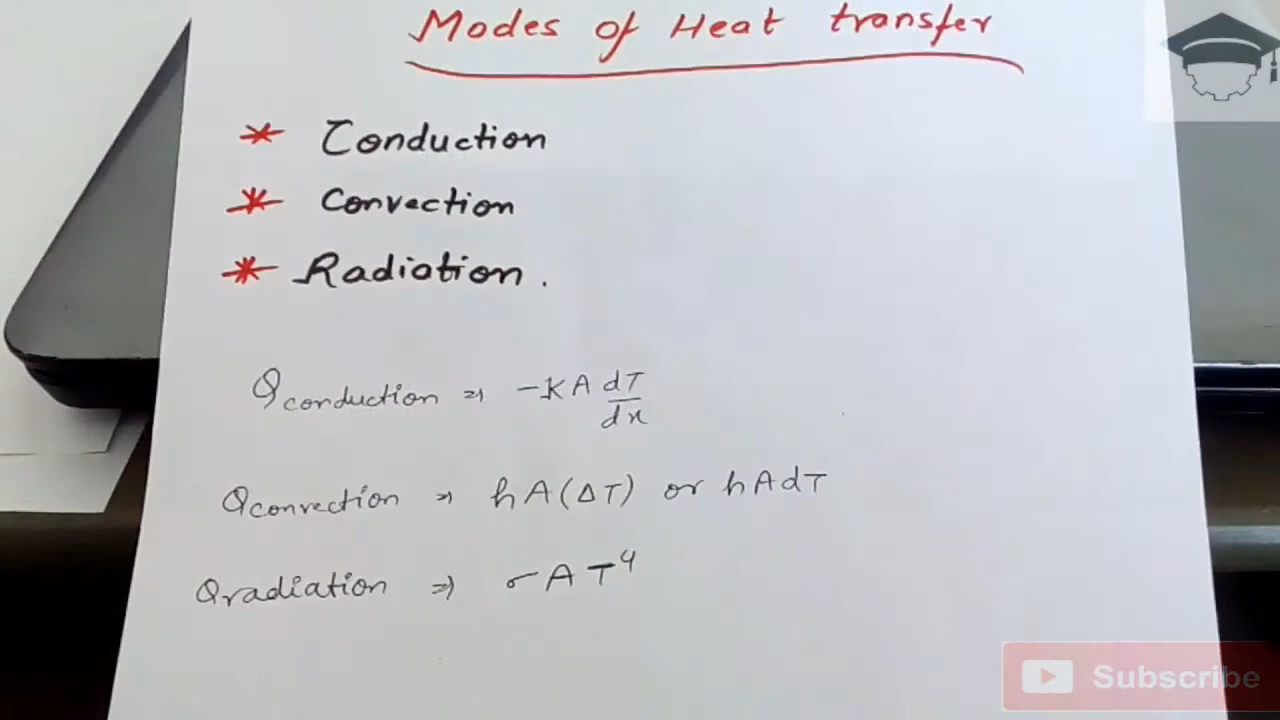 Modes of Heat transfer
* Conduction
* Convection
* Radiation.
Qconduction ⇒ -KA dT/dx
Qconvection ⇒ hA(ΔT) or hAdT
Qradiation ⇒ σAT⁴
Subscribe